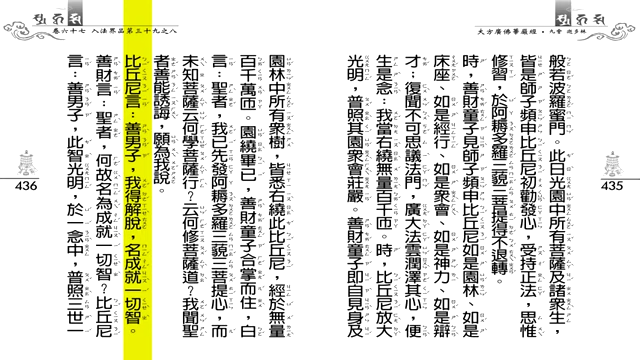 大方廣佛華嚴經
九會 逝多林
般若波羅蜜門。此日光園中所有菩薩及諸眾生，
皆是師子頻申比丘尼初勸發心，受持正法，思惟
修習，於阿耨多羅三藐三菩提得不退轉。
時，善財童子見師子頻申比丘尼如是園林、如是
床座、如是經行、如是眾會、如是神力、如是辯
才；復聞不可思議法門，廣大法雲潤澤其心，便
生是念：我當右繞無量百千匝。時，比丘尼放大
光明，普照其園眾會莊嚴。善財童子即自見身及
435
卷六十七 入法界品第三十九之八
園林中所有眾樹，皆悉右繞此比丘尼，經於無量
百千萬匝。圍繞畢已，善財童子合掌而住，白
言：聖者，我已先發阿耨多羅三藐三菩提心，而
未知菩薩云何學菩薩行？云何修菩薩道？我聞聖
者善能誘誨，願為我說。
比丘尼言：善男子，我得解脫，名成就一切智。
善財言：聖者，何故名為成就一切智？比丘尼
言：善男子，此智光明，於一念中，普照三世一
436